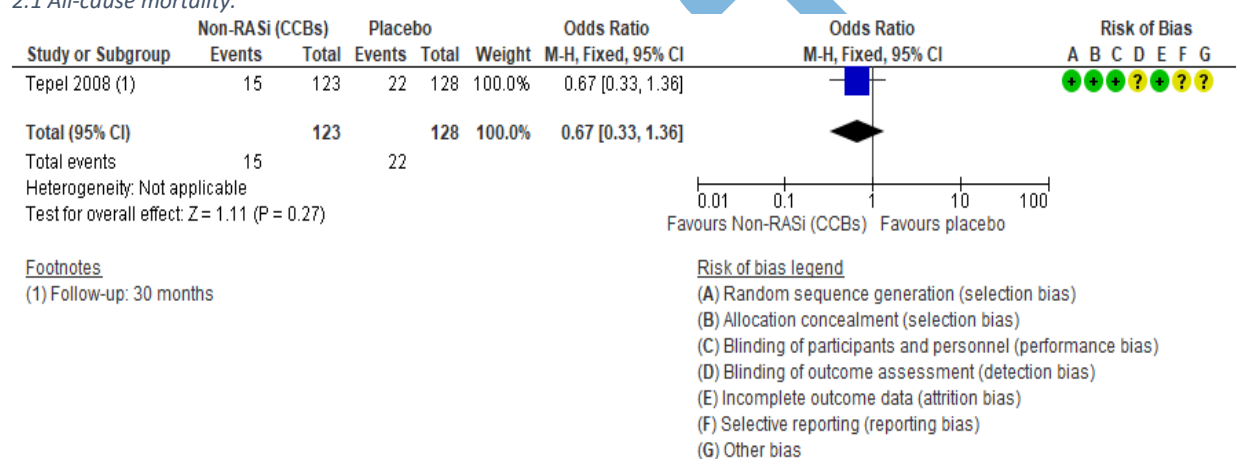 2.1 All-cause mortality.
Non-RASi (CCBs) Placebo Odds Ratio Odds Ratio Risk of Bias
Study or Subgroup Events Total Events Total Weight M-H, Fixed, 95% CI M-H, Fixed, 95% CI A B C D E F G
Tepel 2008 (1) 15 123 22 128 100.0% 0.67 [0.33, 1.36] + + + ? + ? ?
Total (95% CI) 123 128 100.0% 0.67 [0.33, 1.36]
Total events 15 22
Heterogeneity: Not applicable
Test for overall effect: Z = 1.11 (P = 0.27)
0.01 0.1 1 10 100
Favours Non-RASi (CCBs) Favours placebo
Footnotes
(1) Follow-up: 30 months
Risk of bias legend
(A) Random sequence generation (selection bias)
(B) Allocation concealment (selection bias)
(C) Blinding of participants and personnel (performance bias)
(D) Blinding of outcome assessment (detection bias)
(E) Incomplete outcome data (attrition bias)
(F) Selective reporting (reporting bias)
(G) Other bias